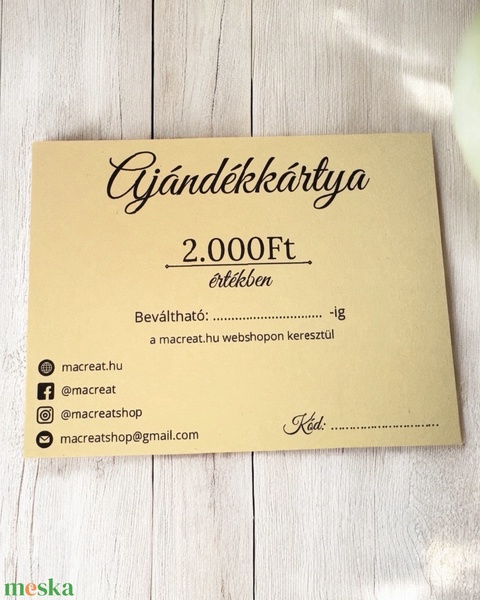 Ajándékkártya
2.000Ft
értékben
Beváltható: ............................... -ig
a macreat.hu webshopon keresztül
macreat.hu
@macreat
@macreatshop
macreatshop@gmail.com
Kód: ................................
meska